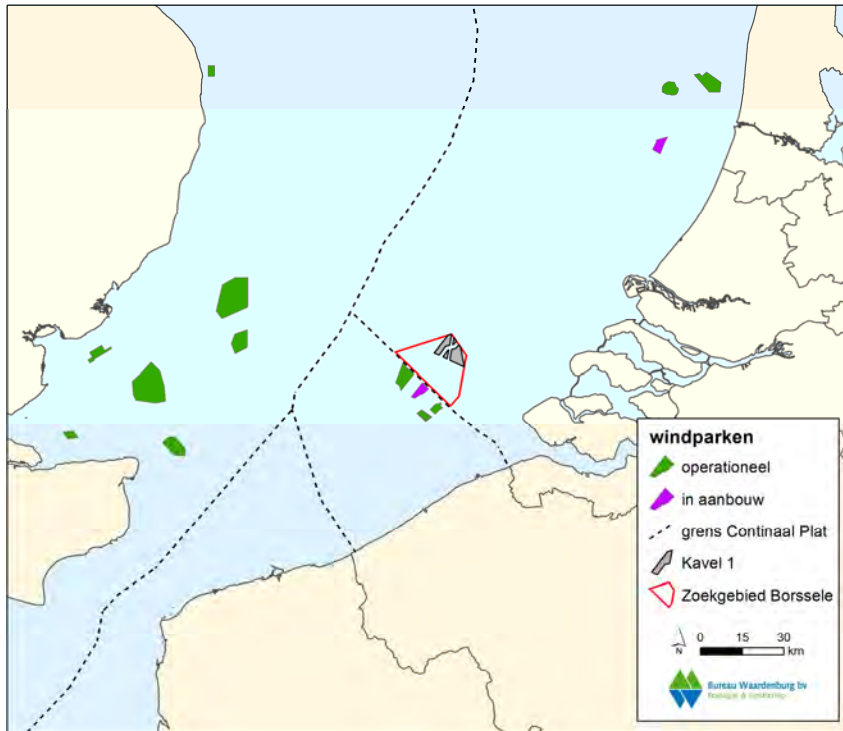 windparken
operationeel
in aanbouw
grens Continaal Plat
Kavel 1
Zoekgebied Borssele
N
0 15 30
km
Bureau Waardenburg bv